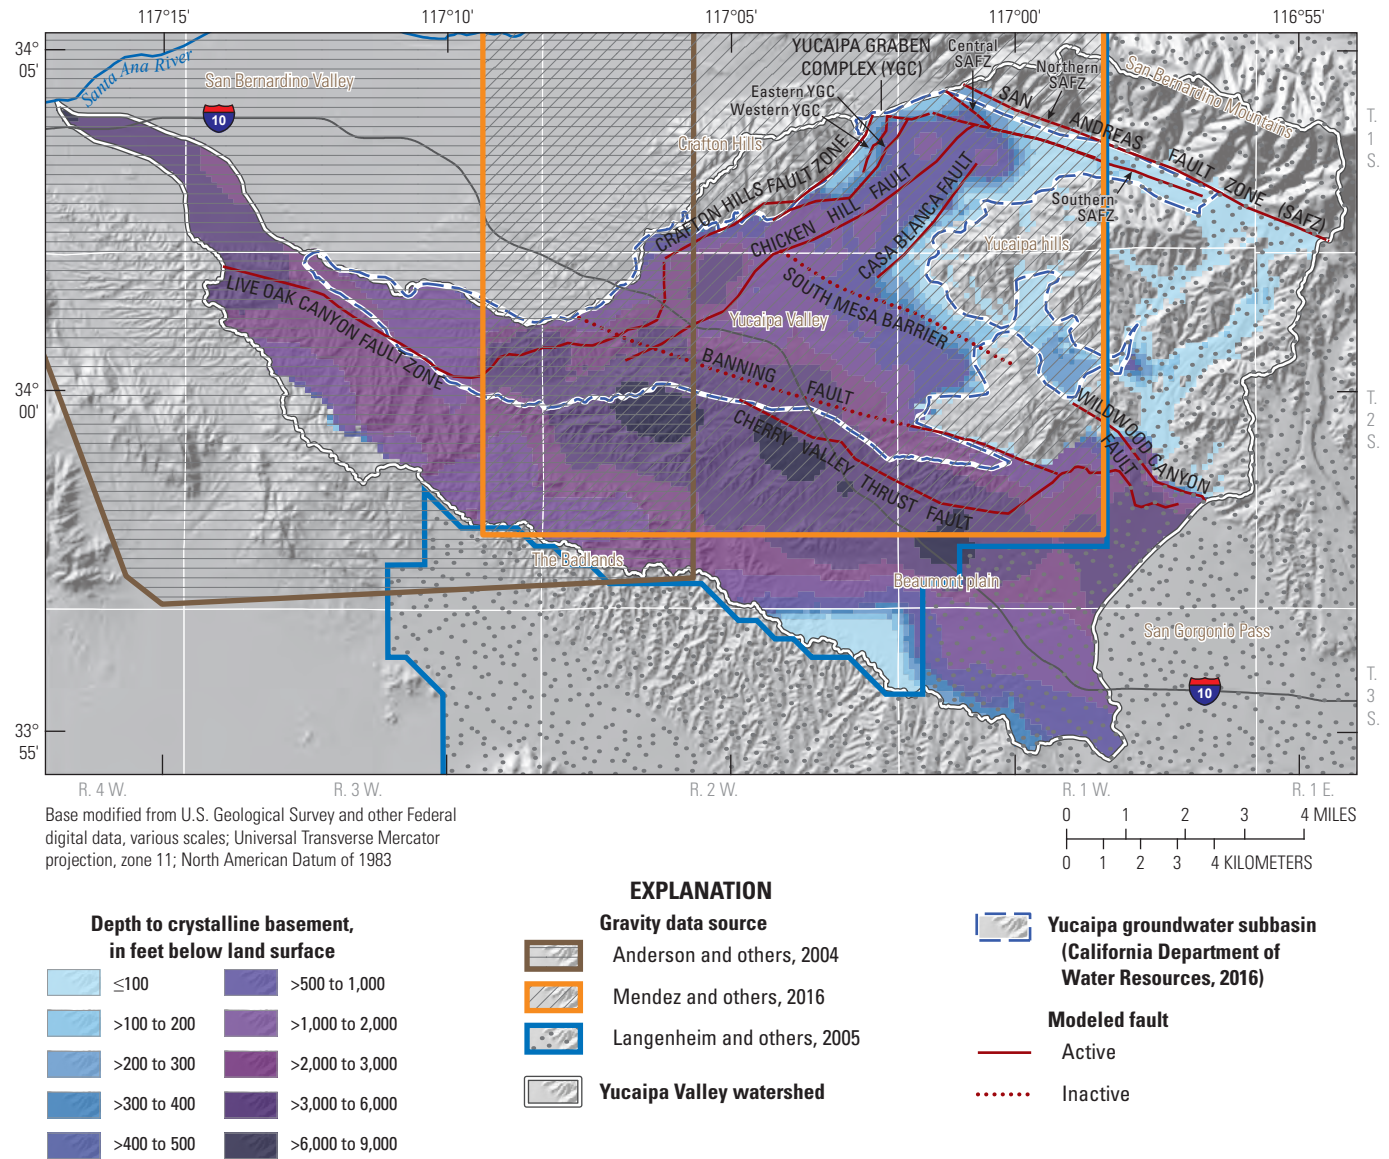 117°15'
117°10'
117°05'
117°00'
116°55'
34°
05'
34°
00'
33°
55'
Santa Ana River
San Bernardino Valley
10
YUCAIPA GRABEN
COMPLEX (YGC)
Eastern YGC
Western YGC
Central
SAFZ
Northern
SAFZ
San Bernardino Mountains
SAN ANDREAS FAULT ZONE (SAFZ)
Southern
SAFZ
Crafton Hills
CRAFTON HILLS FAULT ZONE
CHICKEN HILL FAULT
CASA BLANCA FAULT
Yucaipa hills
SOUTH MESA BARRIER
Yucaipa Valley
LIVE OAK CANYON FAULT ZONE
BANNING FAULT
CHERRY VALLEY THRUST FAULT
WILDWOOD CANYON
FAULT
The Badlands
Beaumont plain
San Gorgonio Pass
10
T.
1
S.
T.
2
S.
T.
3
S.
R. 4 W.
R. 3 W.
R. 2 W.
R. 1 W.
R. 1 E.
Base modified from U.S. Geological Survey and other Federal
digital data, various scales; Universal Transverse Mercator
projection, zone 11; North American Datum of 1983
0 1 2 3 4 MILES
0 1 2 3 4 KILOMETERS
EXPLANATION
Depth to crystalline basement,
in feet below land surface
≤100
>100 to 200
>200 to 300
>300 to 400
>400 to 500
>500 to 1,000
>1,000 to 2,000
>2,000 to 3,000
>3,000 to 6,000
>6,000 to 9,000
Gravity data source
Anderson and others, 2004
Mendez and others, 2016
Langenheim and others, 2005
Yucaipa Valley watershed
Yucaipa groundwater subbasin
(California Department of
Water Resources, 2016)
Modeled fault
Active
Inactive